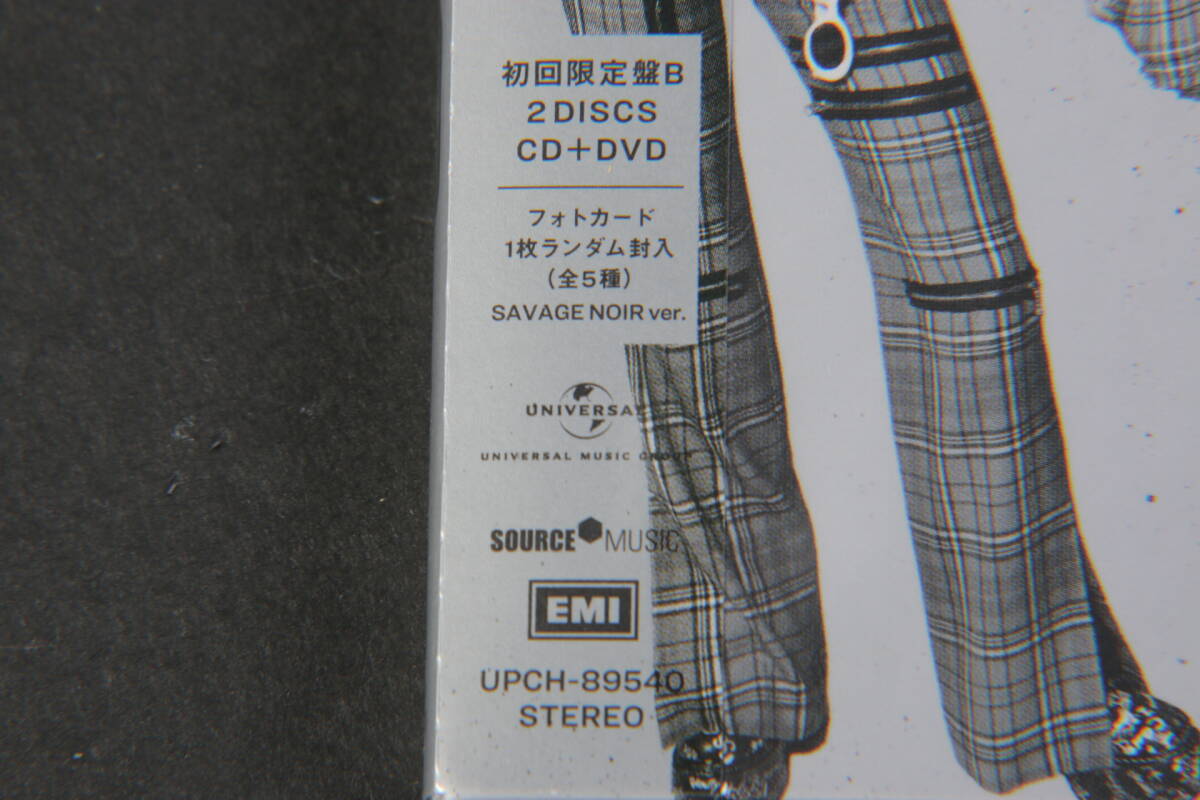 初回限定盤B
2 DISCS
CD+DVD
フォトカード
1枚ランダム封入
(全5種)
SAVAGE NOIR ver.
UNIVERSAL
UNIVERSAL MUSIC GROUP
SOURCE MUSIC
EMI
UPCH-89540
STEREO